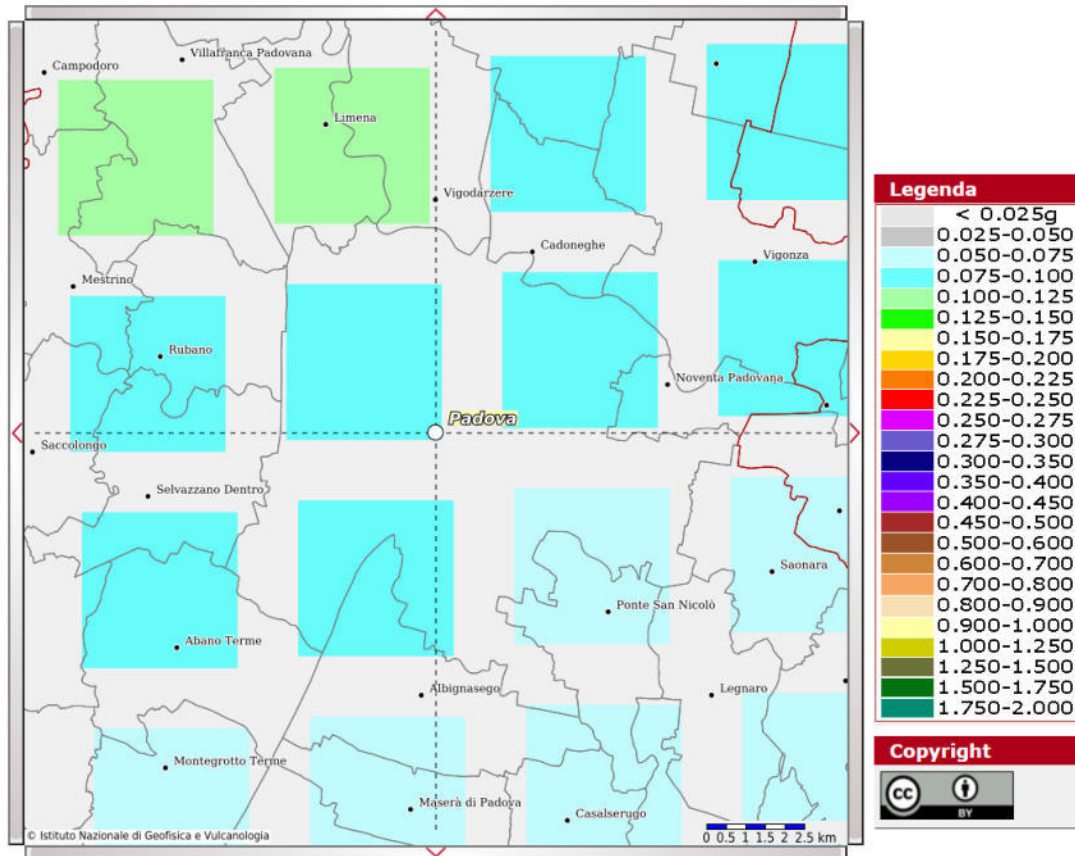 Villafranca Padovana
Campodoro
Limena
Vigodarzere
Cadoneghe
Vigonza
Mestrino
Rubano
Noventa Padovana
Padova
Saccolongo
Selvazzano Dentro
Saonara
Ponte San Nicolò
Abano Terme
Albignasego
Legnaro
Montegrotto Terme
Maserà di Padova
Casalserugo
© Istituto Nazionale di Geofisica e Vulcanologia
0 0.5 1 1.5 2 2.5 km
Legenda
< 0.025g
0.025-0.050
0.050-0.075
0.075-0.100
0.100-0.125
0.125-0.150
0.150-0.175
0.175-0.200
0.200-0.225
0.225-0.250
0.250-0.275
0.275-0.300
0.300-0.350
0.350-0.400
0.400-0.450
0.450-0.500
0.500-0.600
0.600-0.700
0.700-0.800
0.800-0.900
0.900-1.000
1.000-1.250
1.250-1.500
1.500-1.750
1.750-2.000
Copyright
cc
BY